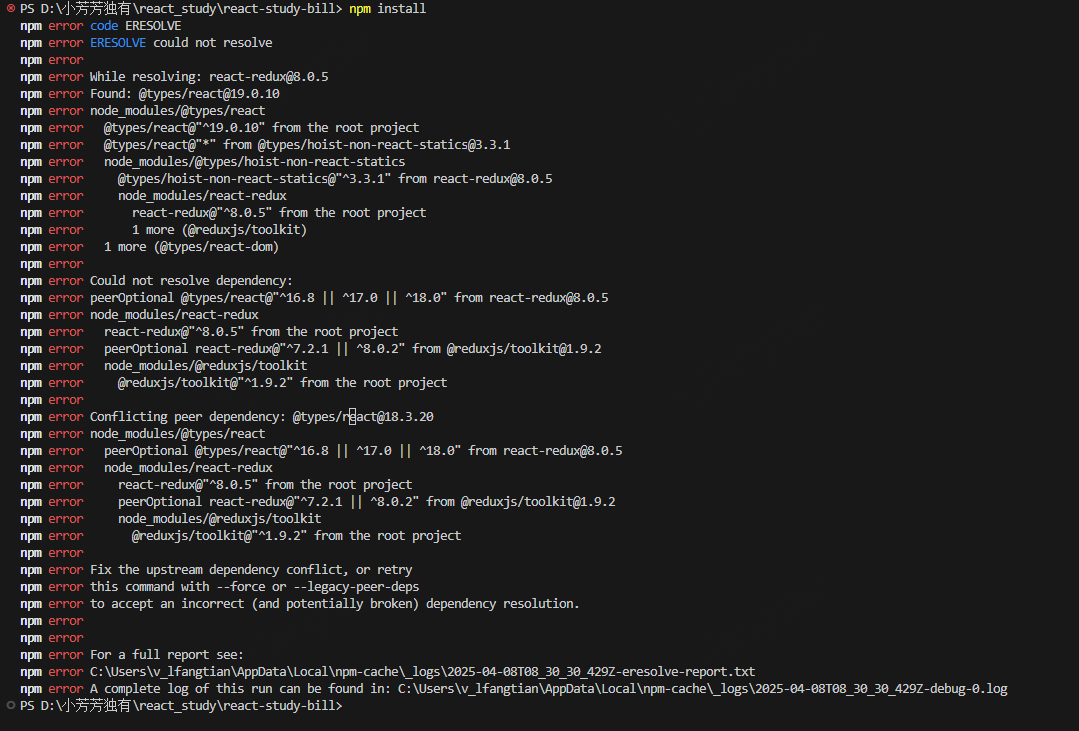 PS D:\小芳芳独有\react_study\react-study-bill> npm install
npm error code ERESOLVE
npm error ERESOLVE could not resolve
npm error
npm error While resolving: react-redux@8.0.5
npm error Found: @types/react@19.0.10
npm error node_modules/@types/react
npm error   @types/react@"^19.0.10" from the root project
npm error   @types/react@"*" from @types/hoist-non-react-statics@3.3.1
npm error   node_modules/@types/hoist-non-react-statics
npm error     @types/hoist-non-react-statics@"^3.3.1" from react-redux@8.0.5
npm error     node_modules/react-redux
npm error       react-redux@"^8.0.5" from the root project
npm error       1 more (@reduxjs/toolkit)
npm error   1 more (@types/react-dom)
npm error
npm error Could not resolve dependency:
npm error peerOptional @types/react@"^16.8 || ^17.0 || ^18.0" from react-redux@8.0.5
npm error node_modules/react-redux
npm error   react-redux@"^8.0.5" from the root project
npm error   peerOptional react-redux@"^7.2.1 || ^8.0.2" from @reduxjs/toolkit@1.9.2
npm error   node_modules/@reduxjs/toolkit
npm error     @reduxjs/toolkit@"^1.9.2" from the root project
npm error
npm error Conflicting peer dependency: @types/react@18.3.20
npm error node_modules/@types/react
npm error   peerOptional @types/react@"^16.8 || ^17.0 || ^18.0" from react-redux@8.0.5
npm error   node_modules/react-redux
npm error     react-redux@"^8.0.5" from the root project
npm error     peerOptional react-redux@"^7.2.1 || ^8.0.2" from @reduxjs/toolkit@1.9.2
npm error     node_modules/@reduxjs/toolkit
npm error       @reduxjs/toolkit@"^1.9.2" from the root project
npm error
npm error Fix the upstream dependency conflict, or retry
npm error this command with --force or --legacy-peer-deps
npm error to accept an incorrect (and potentially broken) dependency resolution.
npm error
npm error
npm error For a full report see:
npm error C:\Users\v_lfangtian\AppData\Local\npm-cache\_logs\2025-04-08T08_30_30_429Z-eresolve-report.txt
npm error A complete log of this run can be found in: C:\Users\v_lfangtian\AppData\Local\npm-cache\_logs\2025-04-08T08_30_30_429Z-debug-0.log
PS D:\小芳芳独有\react_study\react-study-bill>